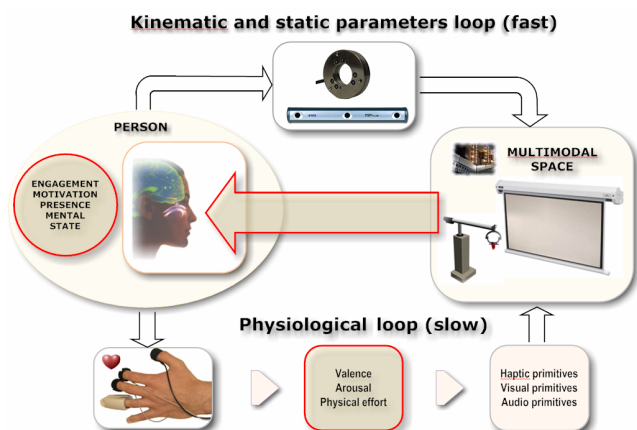 Kinematic and static parameters loop (fast)
PERSON
ENGAGEMENT
MOTIVATION
PRESENCE
MENTAL
STATE
MULTIMODAL
SPACE
Physiological loop (slow)
Valence
Arousal
Physical effort
Haptic primitives
Visual primitives
Audio primitives